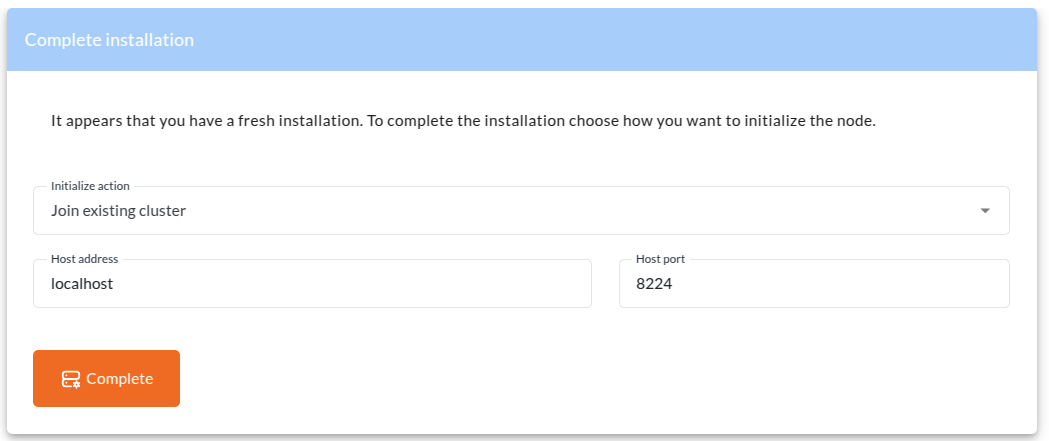 Complete installation
It appears that you have a fresh installation. To complete the installation choose how you want to initialize the node.
Initialize action
Join existing cluster
Host address
Host port
localhost
8224
Complete